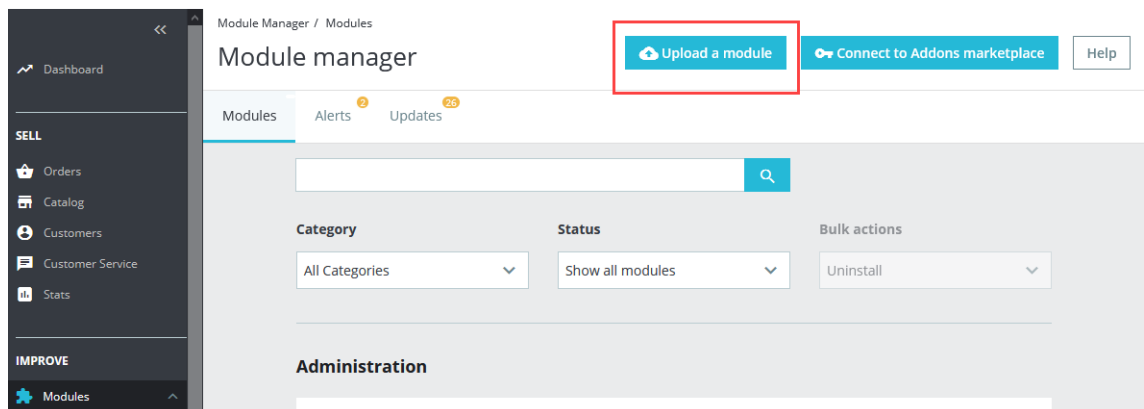 Dashboard
SELL
Orders
Catalog
Customers
Customer Service
Stats
IMPROVE
Modules
Module Manager / Modules
Module manager
Upload a module
Connect to Addons marketplace
Help
Modules
Alerts 2
Updates 26
Category
All Categories
Status
Show all modules
Bulk actions
Uninstall
Administration